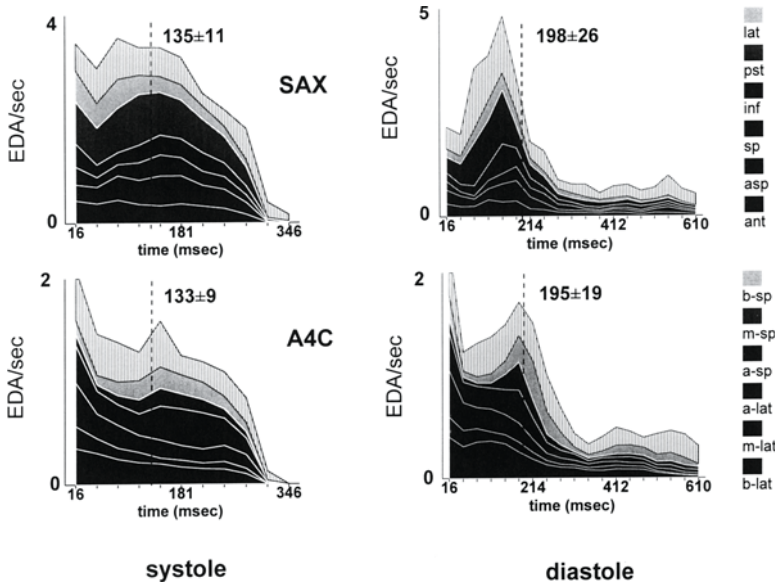 4
EDA/sec
0
135±11
SAX
16
181
346
time (msec)
5
EDA/sec
0
198±26
16
214
412
610
time (msec)
lat
pst
inf
sp
asp
ant
2
EDA/sec
0
133±9
A4C
16
181
346
time (msec)
2
EDA/sec
0
195±19
16
214
412
610
time (msec)
b-sp
m-sp
a-sp
a-lat
m-lat
b-lat
systole
diastole